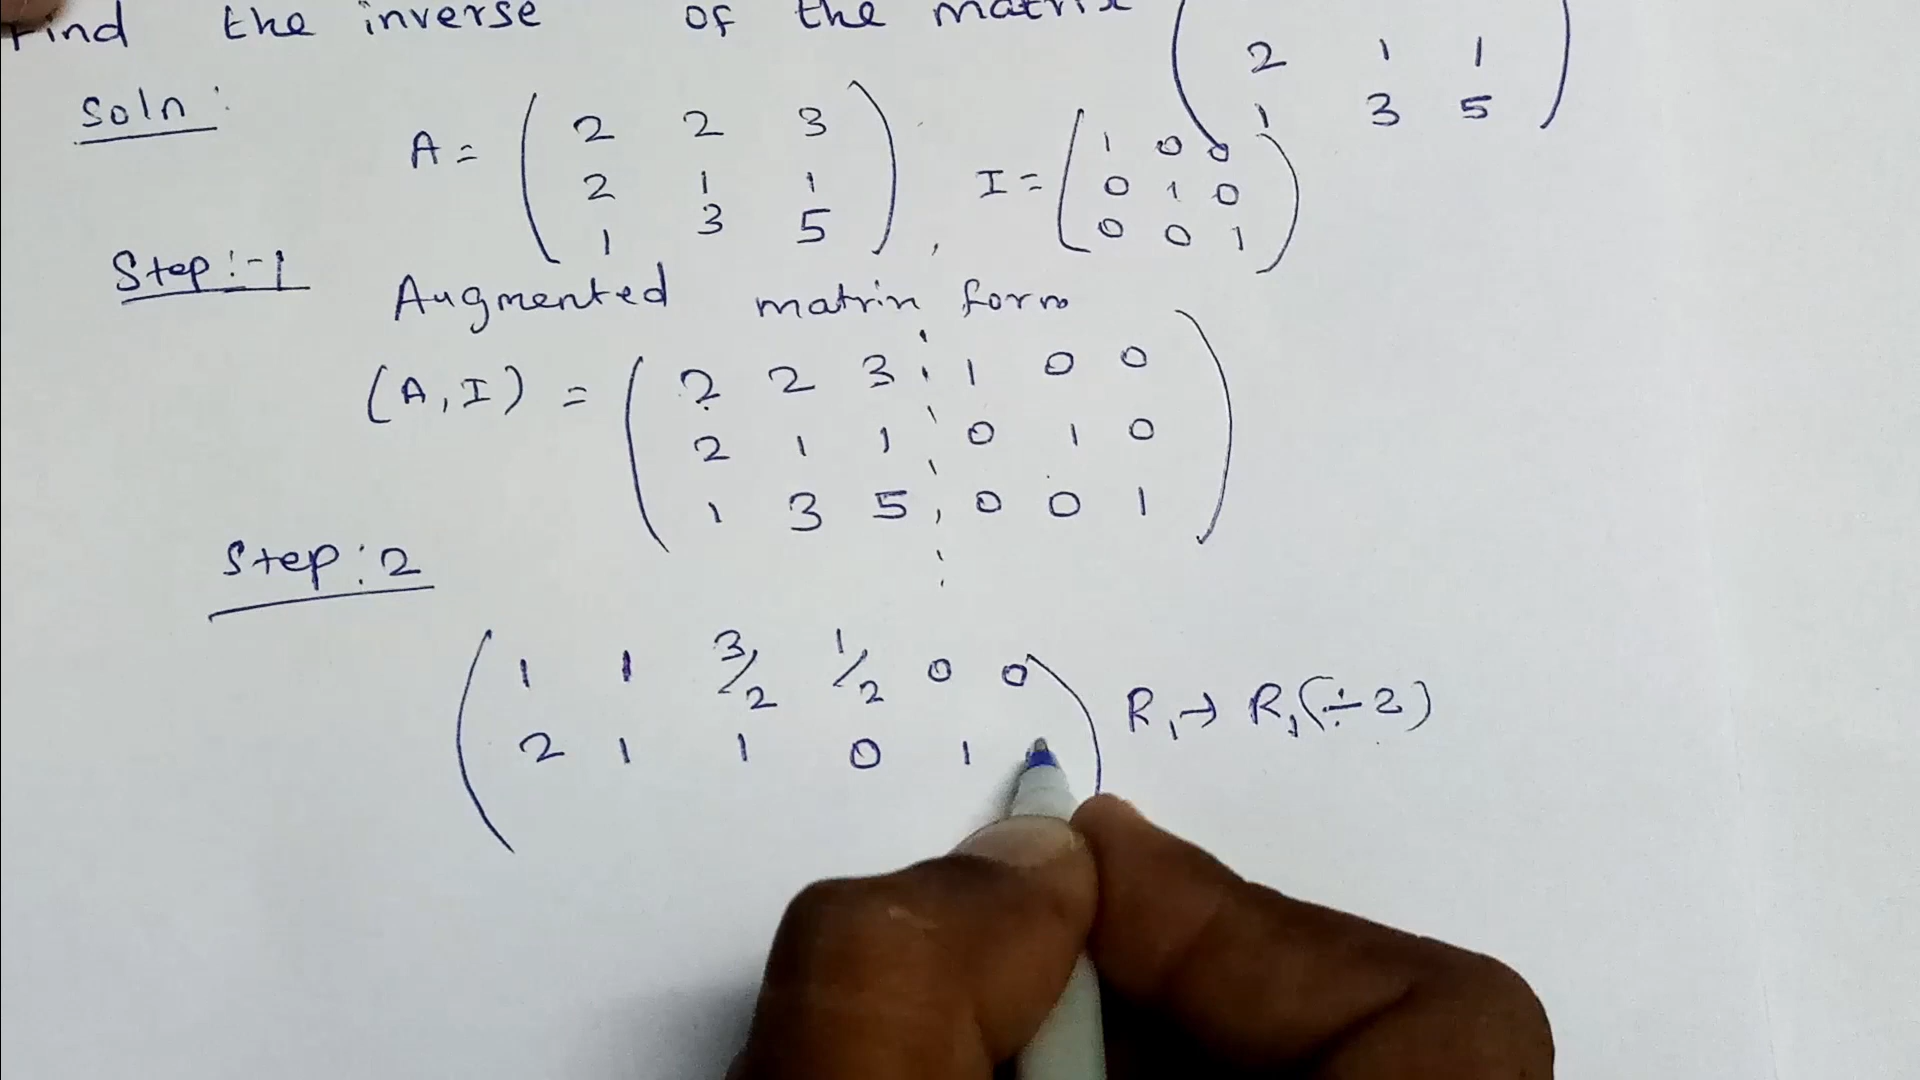 Find the inverse of the matrix
2 1 1
1 3 5
Soln:
A = ( 2 2 3
2 1 1
1 3 5 ) , I = ( 1 0 0
0 1 0
0 0 1 )
Step:-1 Augmented matrix form
(A, I) = ( 2 2 3 1 0 0
2 1 1 0 1 0
1 3 5 0 0 1 )
Step:2
1 1 3/2 1/2 0 0 R₁→ R₁(÷2)
2 1 1 0 1